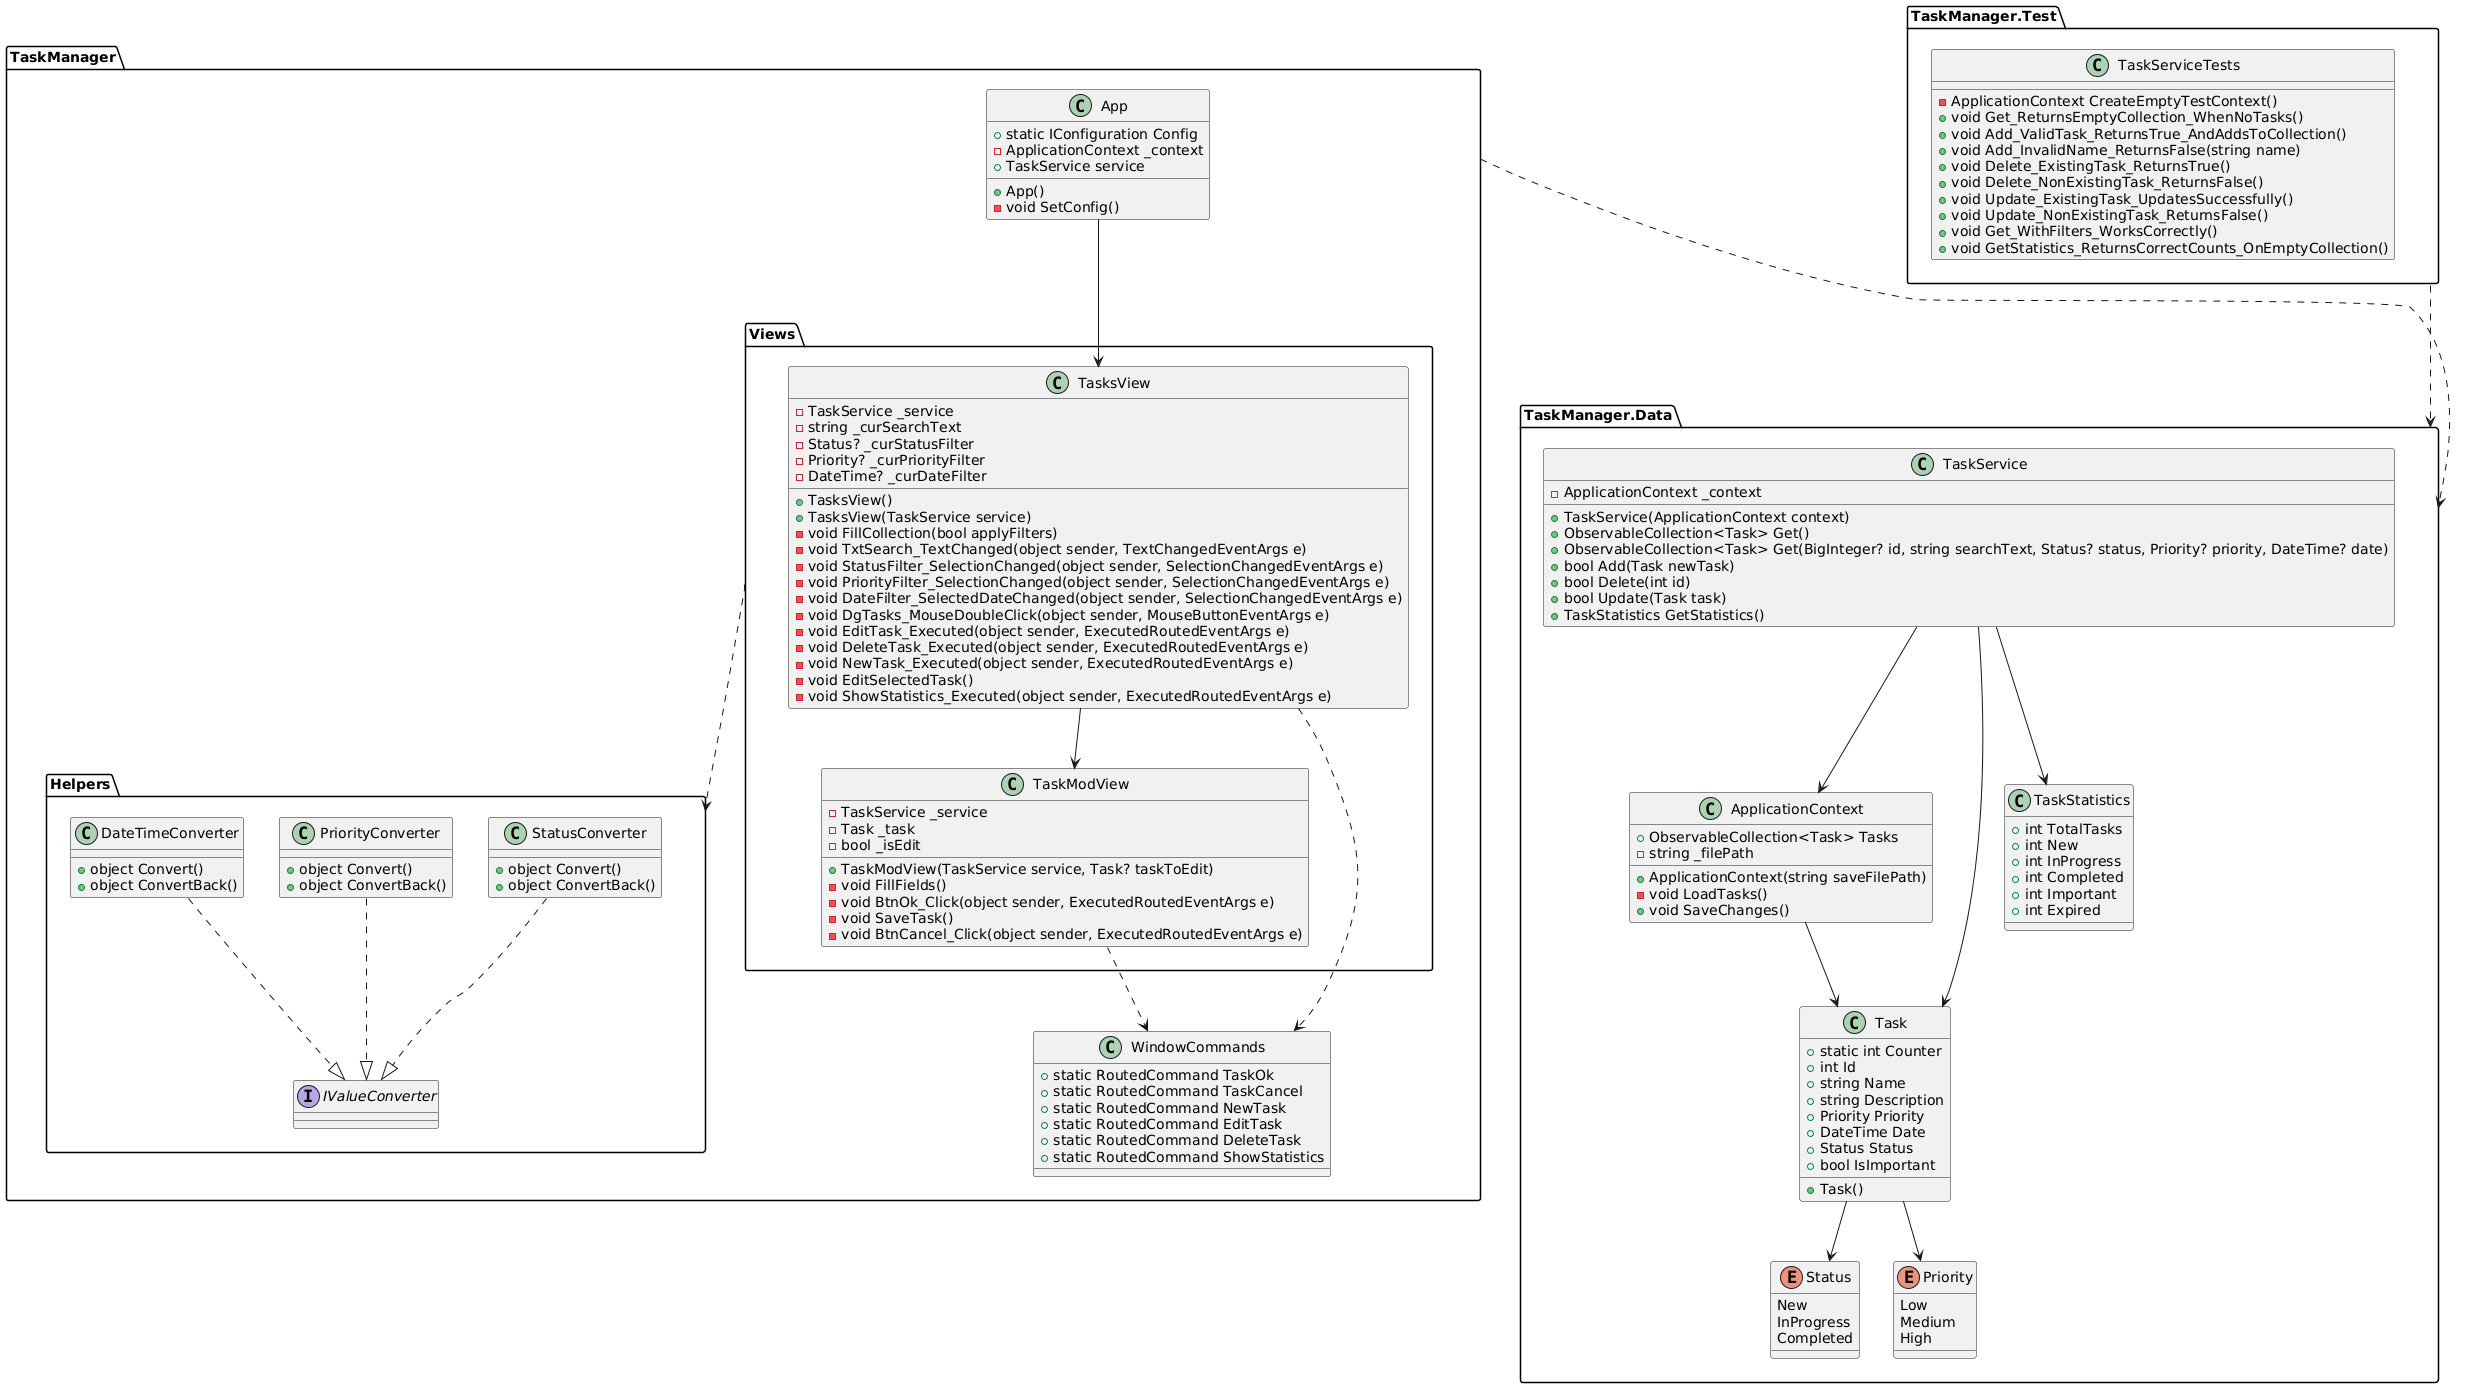 TaskManager
App
static IConfiguration Config
ApplicationContext _context
TaskService service
App()
void SetConfig()
Views
TasksView
TaskService _service
string _curSearchText
Status? _curStatusFilter
Priority? _curPriorityFilter
DateTime? _curDateFilter
TasksView()
TasksView(TaskService service)
void FillCollection(bool applyFilters)
void TxtSearch_TextChanged(object sender, TextChangedEventArgs e)
void StatusFilter_SelectionChanged(object sender, SelectionChangedEventArgs e)
void PriorityFilter_SelectionChanged(object sender, SelectionChangedEventArgs e)
void DateFilter_SelectedDateChanged(object sender, SelectionChangedEventArgs e)
void DgTasks_MouseDoubleClick(object sender, MouseButtonEventArgs e)
void EditTask_Executed(object sender, ExecutedRoutedEventArgs e)
void DeleteTask_Executed(object sender, ExecutedRoutedEventArgs e)
void NewTask_Executed(object sender, ExecutedRoutedEventArgs e)
void EditSelectedTask()
void ShowStatistics_Executed(object sender, ExecutedRoutedEventArgs e)
TaskModView
TaskService _service
Task _task
bool _isEdit
TaskModView(TaskService service, Task? taskToEdit)
void FillFields()
void BtnOk_Click(object sender, ExecutedRoutedEventArgs e)
void SaveTask()
void BtnCancel_Click(object sender, ExecutedRoutedEventArgs e)
Helpers
DateTimeConverter
object Convert()
object ConvertBack()
PriorityConverter
object Convert()
object ConvertBack()
StatusConverter
object Convert()
object ConvertBack()
IValueConverter
WindowCommands
static RoutedCommand TaskOk
static RoutedCommand TaskCancel
static RoutedCommand NewTask
static RoutedCommand EditTask
static RoutedCommand DeleteTask
static RoutedCommand ShowStatistics
TaskManager.Test
TaskServiceTests
ApplicationContext CreateEmptyTestContext()
void Get_ReturnsEmptyCollection_WhenNoTasks()
void Add_ValidTask_ReturnsTrue_AndAddsToCollection()
void Add_InvalidName_ReturnsFalse(string name)
void Delete_ExistingTask_ReturnsTrue()
void Delete_NonExistingTask_ReturnsFalse()
void Update_ExistingTask_UpdatesSuccessfully()
void Update_NonExistingTask_ReturnsFalse()
void Get_WithFilters_WorksCorrectly()
void GetStatistics_ReturnsCorrectCounts_OnEmptyCollection()
TaskManager.Data
TaskService
ApplicationContext _context
TaskService(ApplicationContext context)
ObservableCollection<Task> Get()
ObservableCollection<Task> Get(BigInteger? id, string searchText, Status? status, Priority? priority, DateTime? date)
bool Add(Task newTask)
bool Delete(int id)
bool Update(Task task)
TaskStatistics GetStatistics()
ApplicationContext
ObservableCollection<Task> Tasks
string _filePath
ApplicationContext(string saveFilePath)
void LoadTasks()
void SaveChanges()
TaskStatistics
int TotalTasks
int New
int InProgress
int Completed
int Important
int Expired
Task
static int Counter
int Id
string Name
string Description
Priority Priority
DateTime Date
Status Status
bool IsImportant
Task()
Status
New
InProgress
Completed
Priority
Low
Medium
High